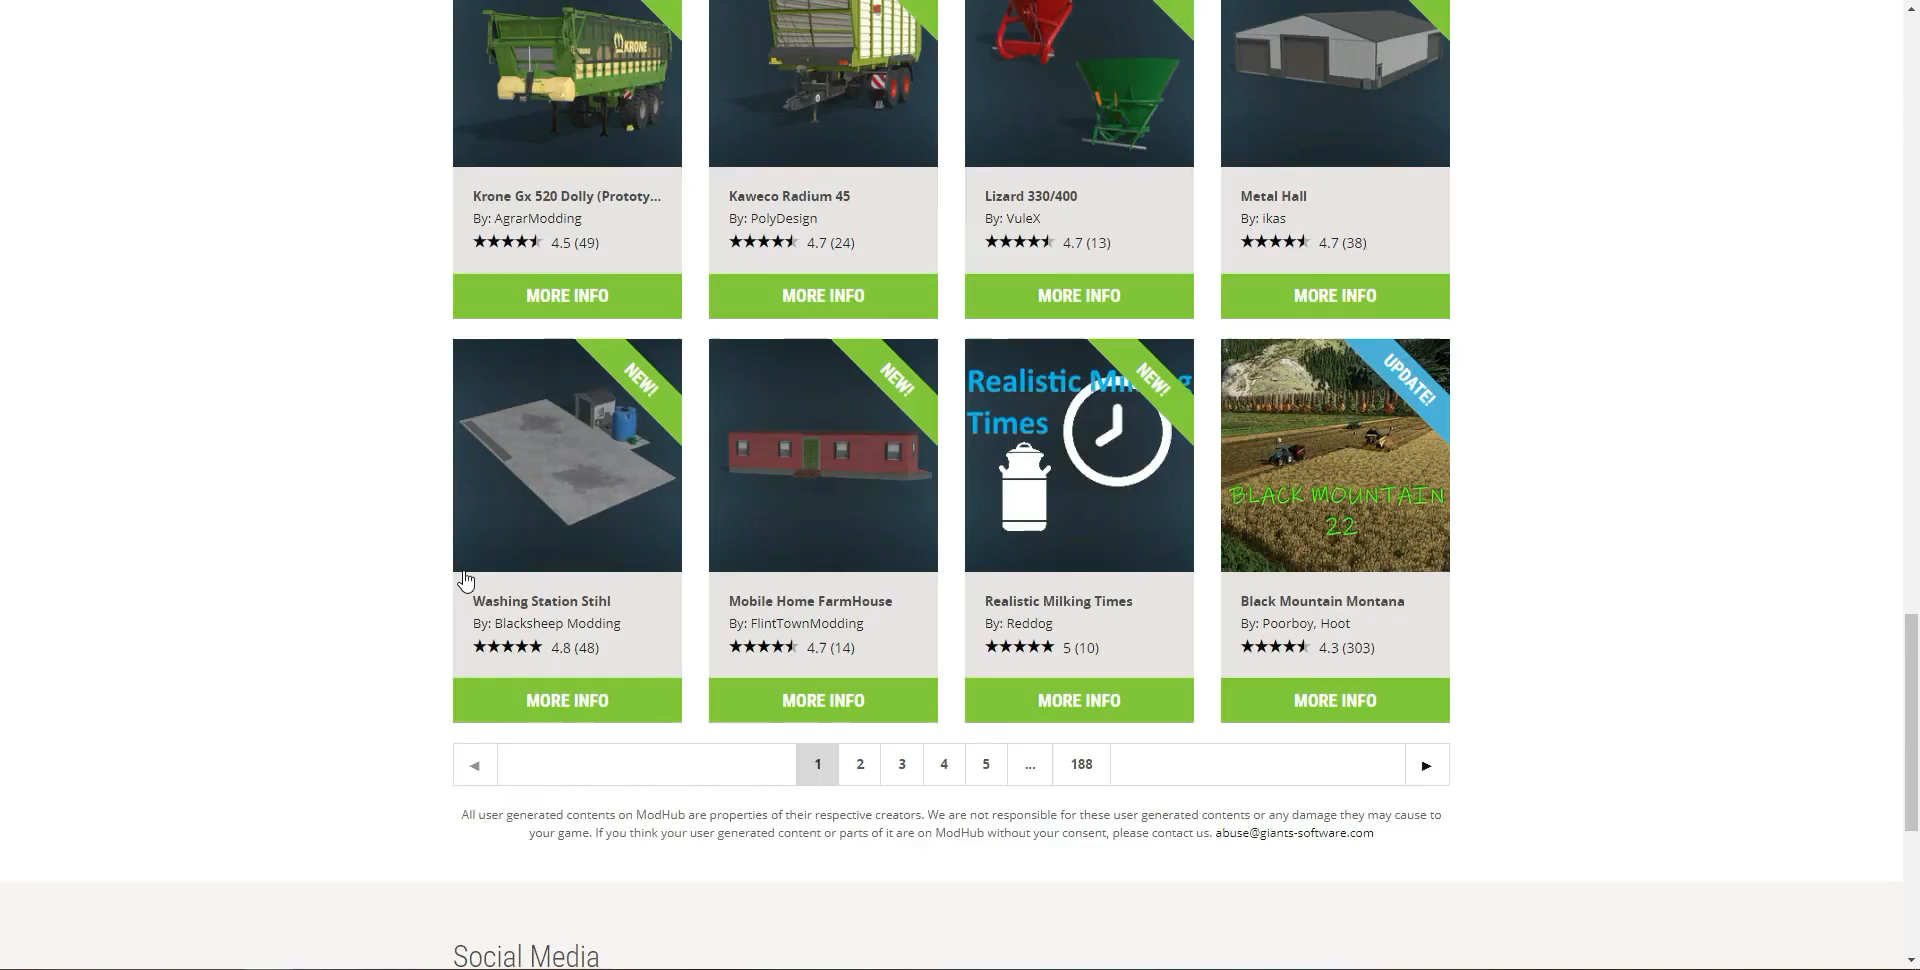 KRONE
Krone Gx 520 Dolly (Prototy...
By: AgrarModding
4.5 (49)
MORE INFO
Kaweco Radium 45
By: PolyDesign
4.7 (24)
MORE INFO
Lizard 330/400
By: VuleX
4.7 (13)
MORE INFO
Metal Hall
By: ikas
4.7 (38)
MORE INFO
NEW!
Washing Station Stihl
By: Blacksheep Modding
4.8 (48)
MORE INFO
NEW!
Mobile Home FarmHouse
By: FlintTownModding
4.7 (14)
MORE INFO
NEW!
Realistic Mi g
Times
Realistic Milking Times
By: Reddog
5 (10)
MORE INFO
UPDATE!
BLACK MOUNTAIN
22
Black Mountain Montana
By: Poorboy, Hoot
4.3 (303)
MORE INFO
◄ 1 2 3 4 5 ... 188 ►
All user generated contents on ModHub are properties of their respective creators. We are not responsible for these user generated contents or any damage they may cause to
your game. If you think your user generated content or parts of it are on ModHub without your consent, please contact us. abuse@giants-software.com
Social Media